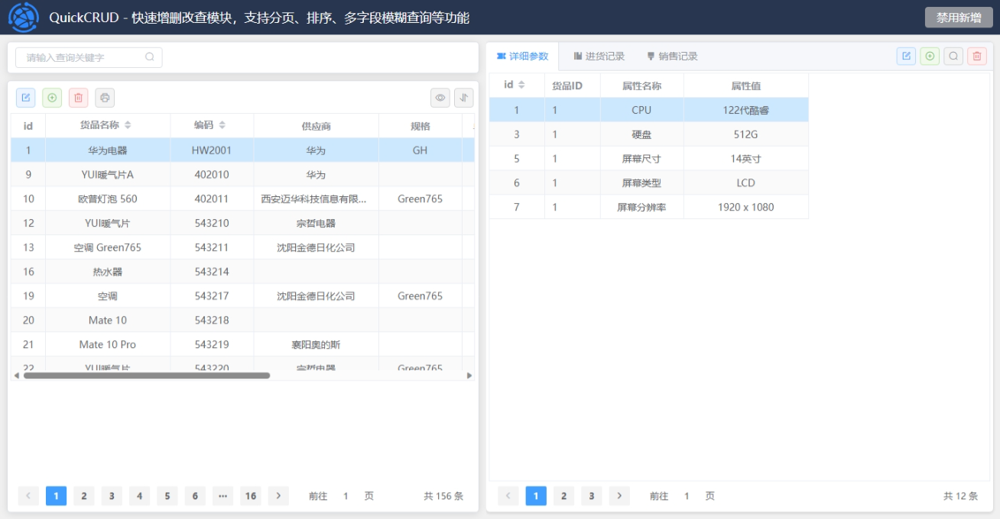 QuickCRUD - 快速增删改查模块，支持分页、排序、多字段模糊查询等功能
禁用新增
请输入查询关键字
id 货品名称 编码 供应商 规格
1 华为电器 HW2001 华为 GH
9 YUI暖气片A 402010 华为
10 欧普灯泡 560 402011 西安迈华科技信息有限... Green765
12 YUI暖气片 543210 宗哲电器
13 空调 Green765 543211 沈阳金德日化公司
16 热水器 543214
19 空调 543217 沈阳金德日化公司 Green765
20 Mate 10 543218
21 Mate 10 Pro 543219 襄阳奥的斯
22 YUI暖气片 543220 宗哲电器 Green765
1 2 3 4 5 6 ··· 16 前往 1 页 共 156 条
详细参数 进货记录 销售记录
id 货品ID 属性名称 属性值
1 1 CPU 122代酷睿
3 1 硬盘 512G
5 1 屏幕尺寸 14英寸
6 1 屏幕类型 LCD
7 1 屏幕分辨率 1920 x 1080
1 2 3 前往 1 页 共 12 条